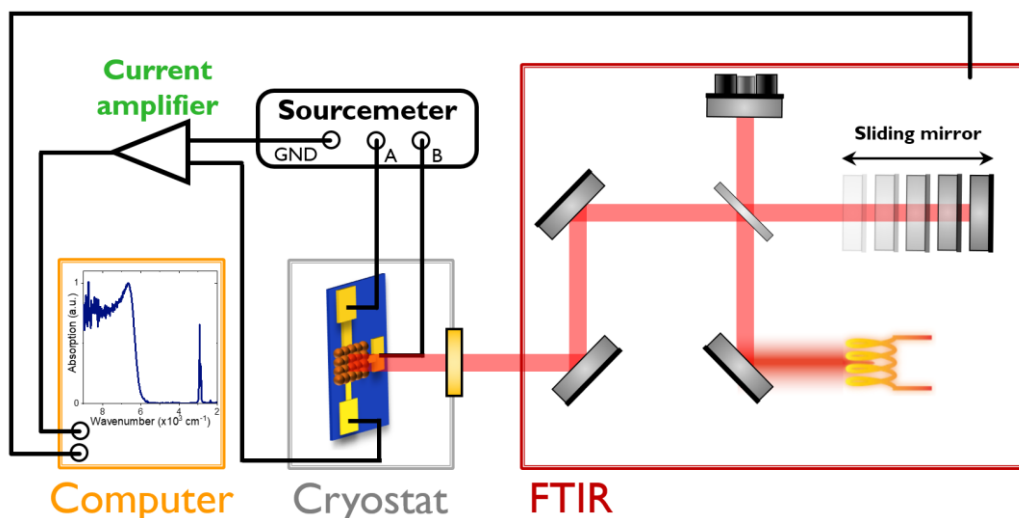 Current
amplifier
Sourcemeter
GND
A
B
Sliding mirror
Absorption (a.u.)
1
0
8
6
4
2
Wavenumber (x10³ cm⁻¹)
Computer
Cryostat
FTIR